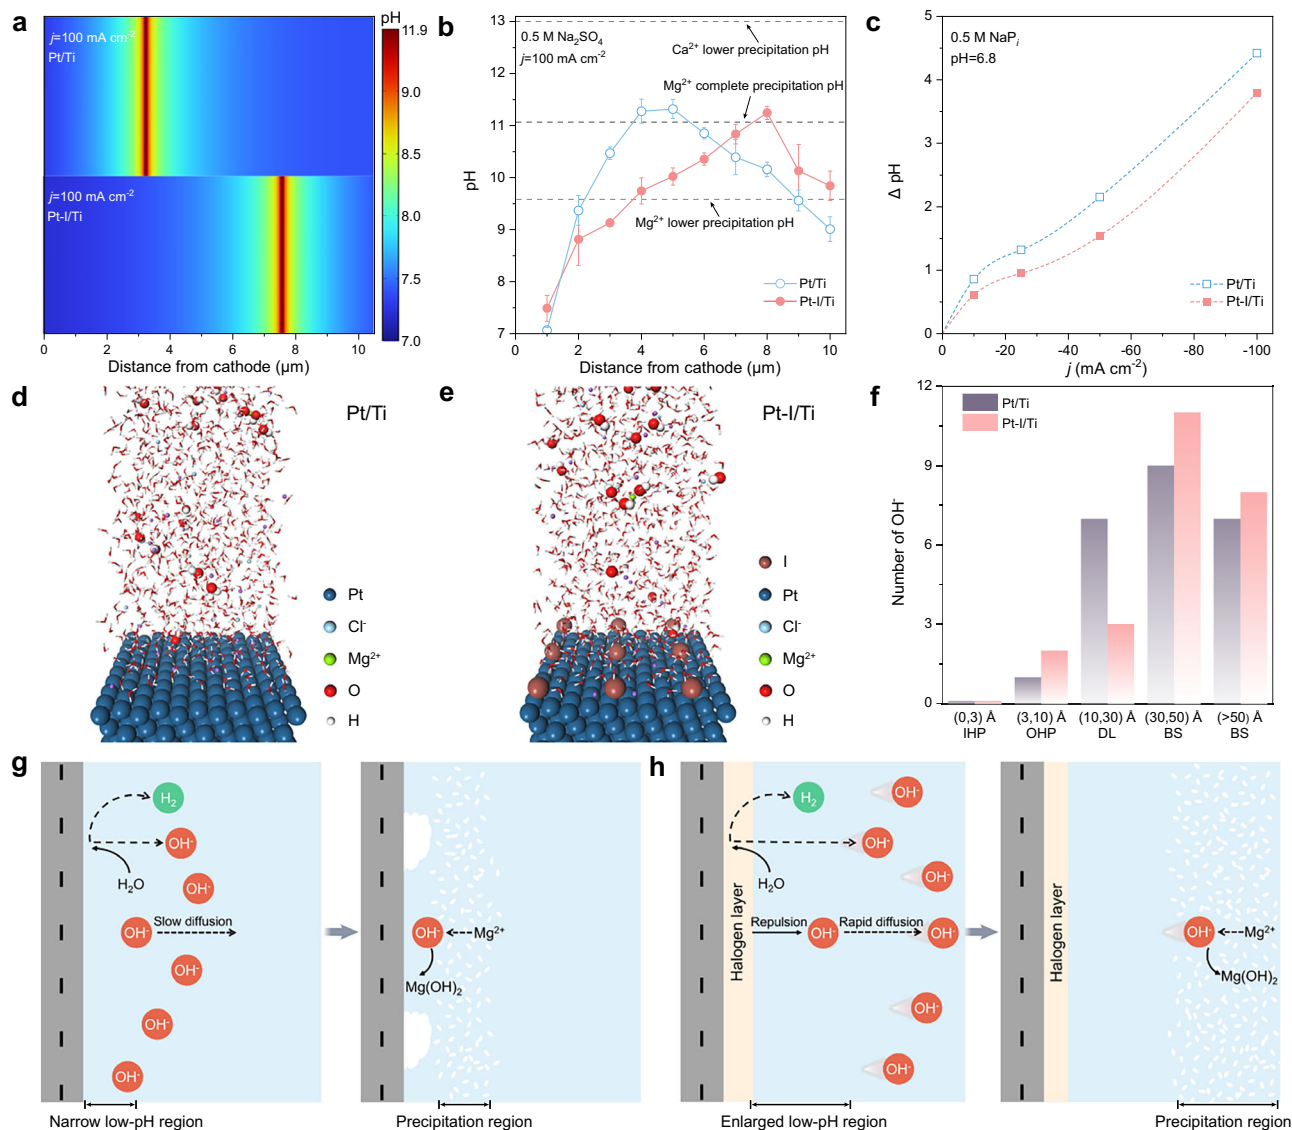 a
pH
j=100 mA cm⁻²
Pt/Ti
j=100 mA cm⁻²
Pt-I/Ti
11.9
9.0
8.5
8.0
7.5
7.0
0 2 4 6 8 10
Distance from cathode (µm)
b
0.5 M Na₂SO₄
j=100 mA cm⁻²
Ca²⁺ lower precipitation pH
Mg²⁺ complete precipitation pH
Mg²⁺ lower precipitation pH
Pt/Ti
Pt-I/Ti
pH
13
12
11
10
9
8
7
0 2 4 6 8 10
Distance from cathode (µm)
c
0.5 M NaPᵢ
pH=6.8
Pt/Ti
Pt-I/Ti
Δ pH
5
4
3
2
1
0
0 -20 -40 -60 -80 -100
j (mA cm⁻²)
d
Pt/Ti
Pt
Cl⁻
Mg²⁺
O
H
e
Pt-I/Ti
I
Pt
Cl⁻
Mg²⁺
O
H
f
Pt/Ti
Pt-I/Ti
Number of OH⁻
12
9
6
3
0
(0,3) Å (3,10) Å (10,30) Å (30,50) Å (>50) Å
IHP OHP DL BS BS
g
H₂
OH⁻
H₂O
OH⁻
OH⁻
Slow diffusion
OH⁻
OH⁻
OH⁻
Narrow low-pH region
OH⁻
Mg²⁺
Mg(OH)₂
Precipitation region
h
Halogen layer
H₂
OH⁻
OH⁻
H₂O
OH⁻
Repulsion
OH⁻
Rapid diffusion
OH⁻
OH⁻
OH⁻
Enlarged low-pH region
Halogen layer
OH⁻
Mg²⁺
Mg(OH)₂
Precipitation region